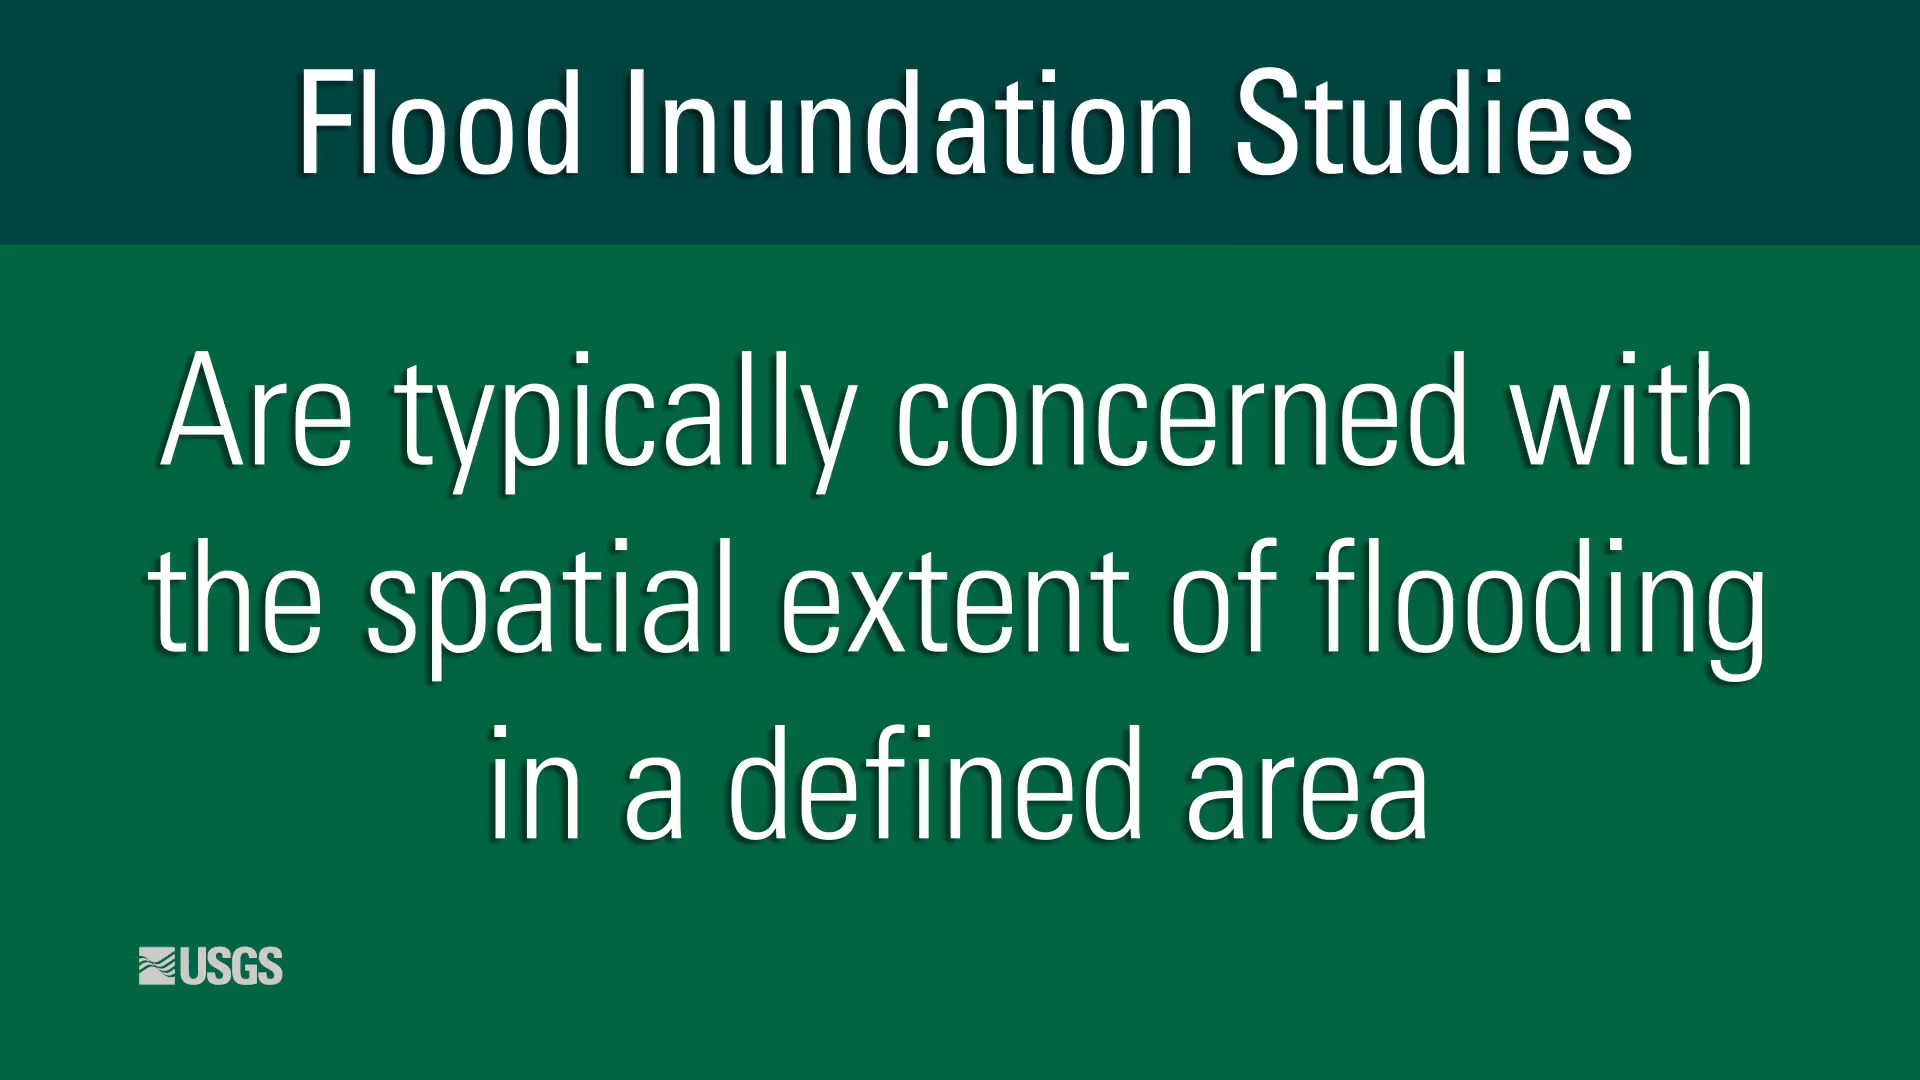 Flood Inundation Studies
Are typically concerned with
the spatial extent of flooding
in a defined area
USGS